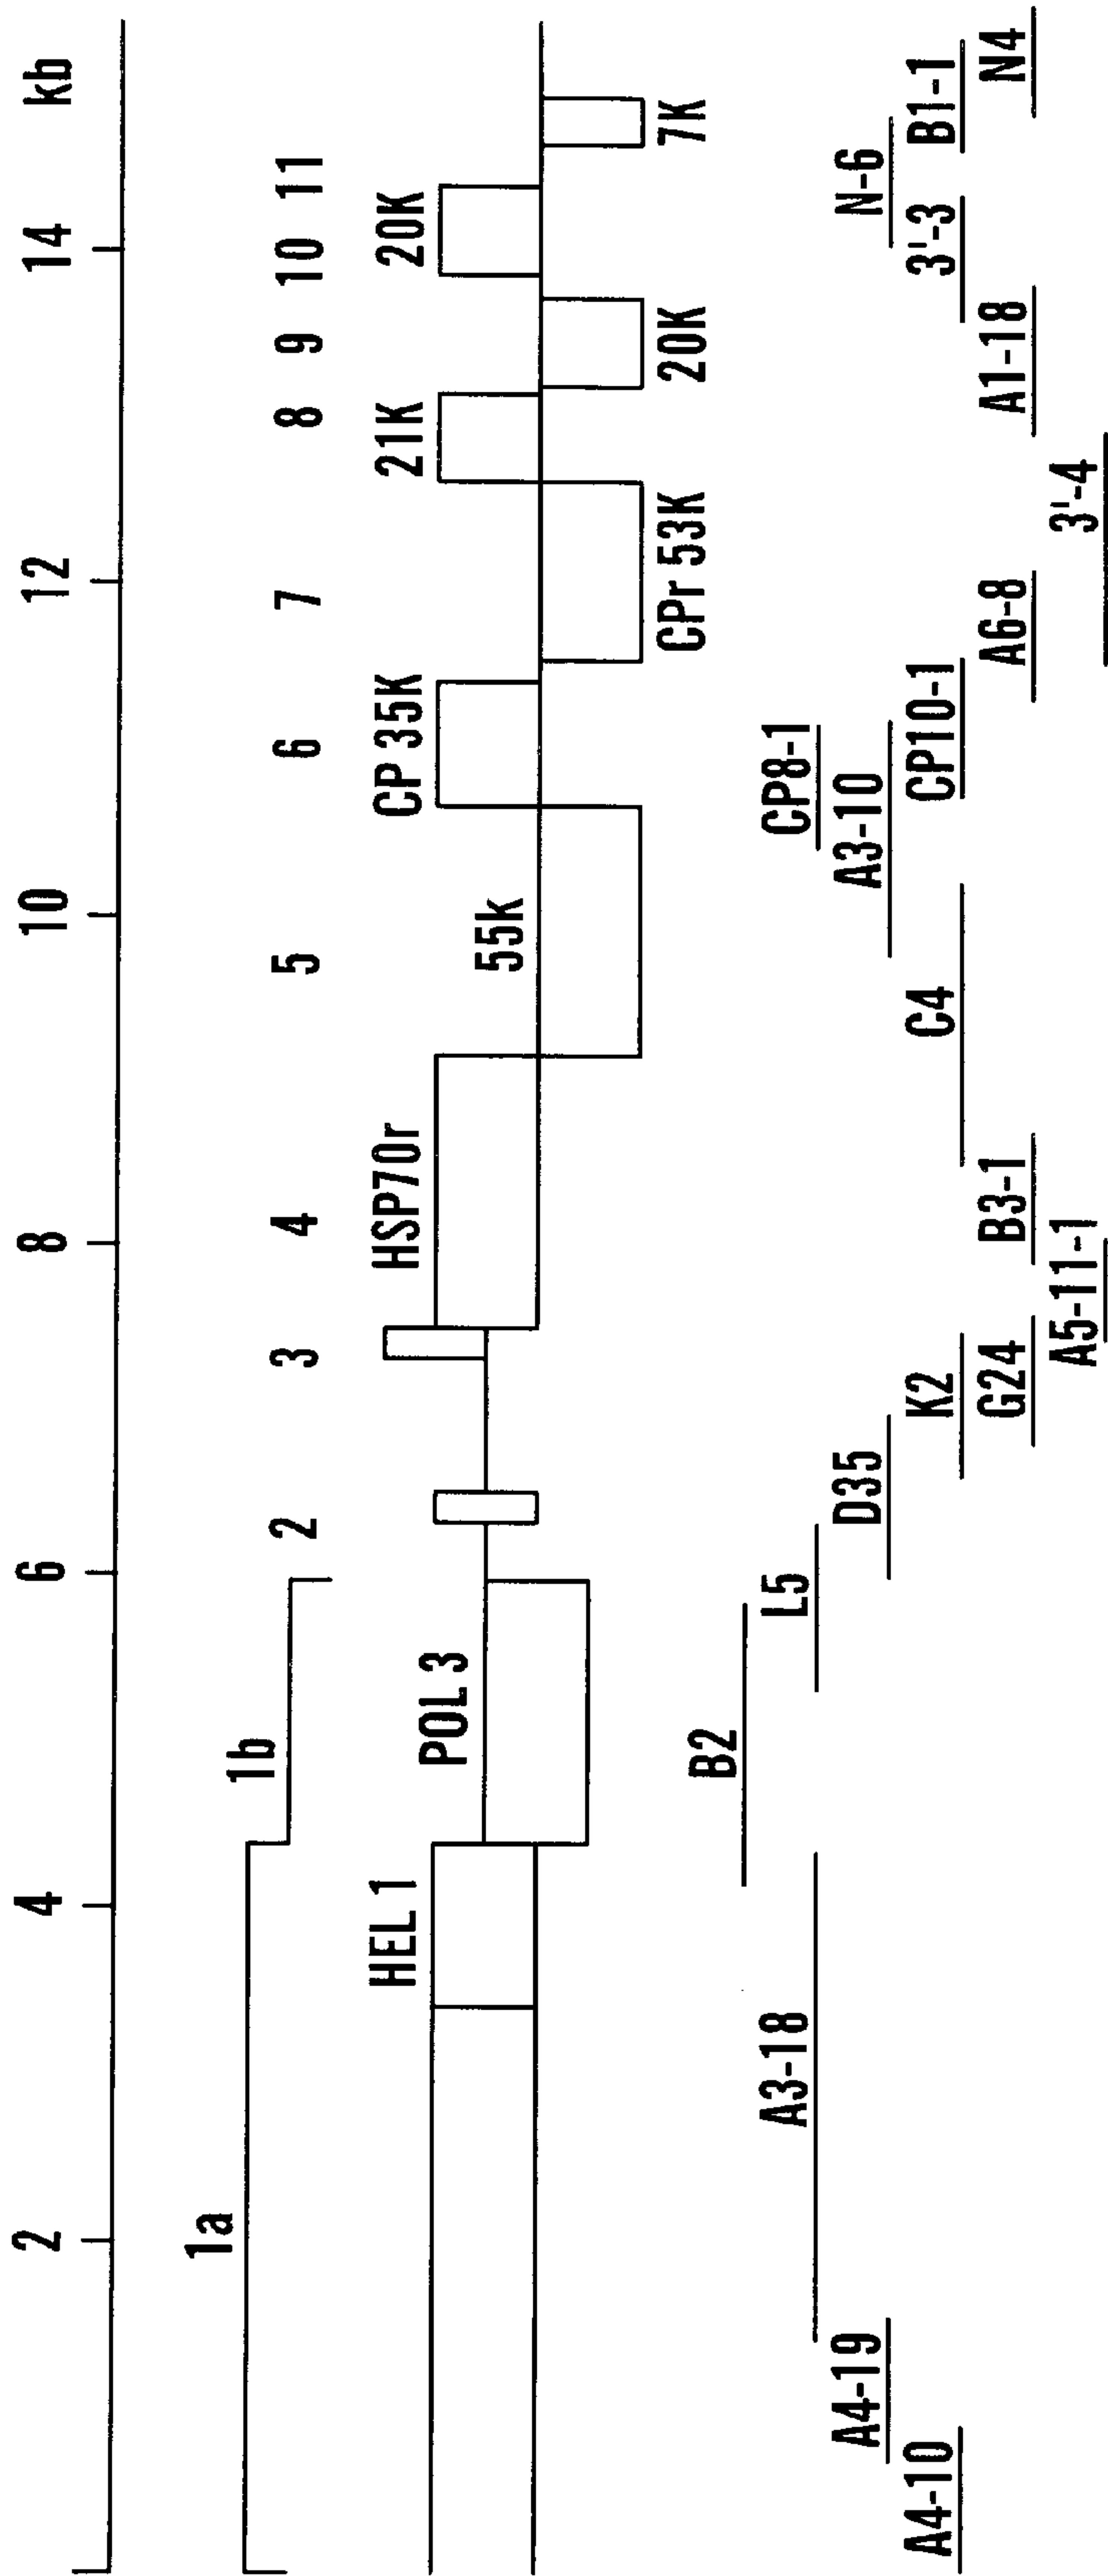 2 4 6 8 10 12 14 kb
1a 1b 2 3 4 5 6 7 8 9 10 11
HEL 1 POL 3 HSP70r 55k CP 35K 21K 20K
CPr 53K 20K 7K
B2
A3-18 L5 CP8-1
A4-19 D35 A3-10 N-6
A4-10 K2 C4 CP10-1 3'-3 B1-1
G24 B3-1 A6-8 A1-18 N4
A5-11-1 3'-4